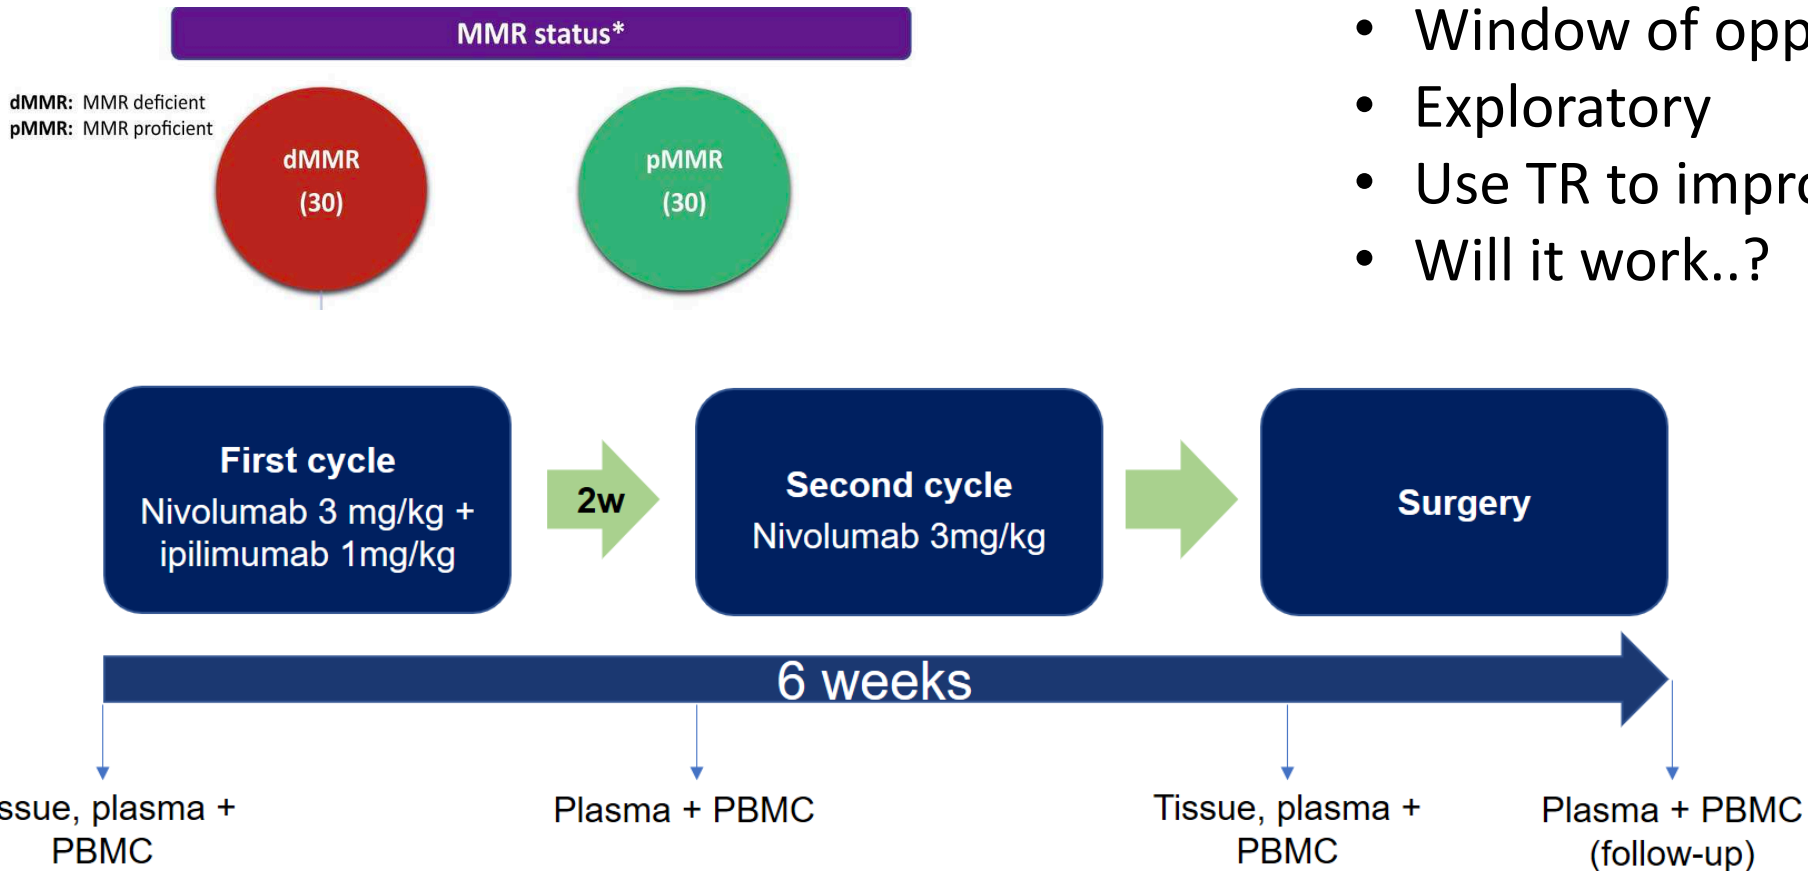 MMR status*
dMMR: MMR deficient
pMMR: MMR proficient
dMMR
(30)
pMMR
(30)
• Window of opp
• Exploratory
• Use TR to impro
• Will it work..?
First cycle
Nivolumab 3 mg/kg +
ipilimumab 1mg/kg
2w
Second cycle
Nivolumab 3mg/kg
Surgery
6 weeks
issue, plasma +
PBMC
Plasma + PBMC
Tissue, plasma +
PBMC
Plasma + PBMC
(follow-up)